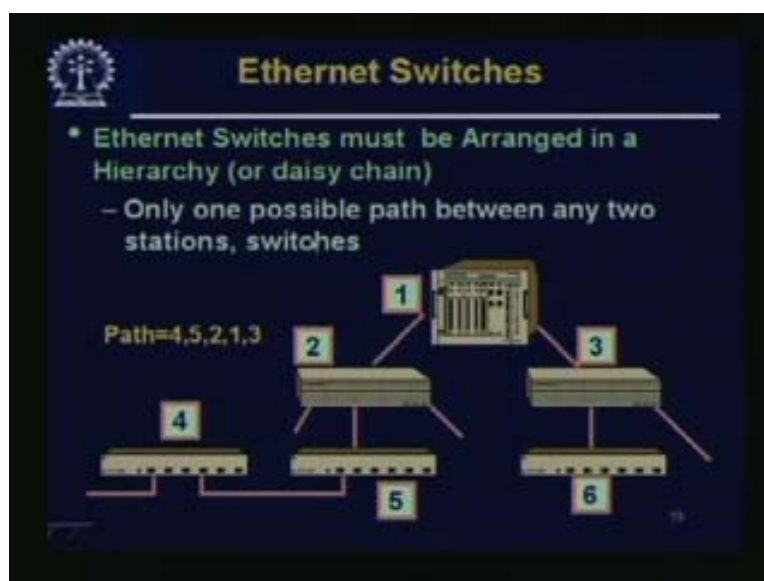 Ethernet Switches
• Ethernet Switches must be Arranged in a
Hierarchy (or daisy chain)
– Only one possible path between any two
stations, switches
1
Path=4,5,2,1,3
2
3
4
5
6